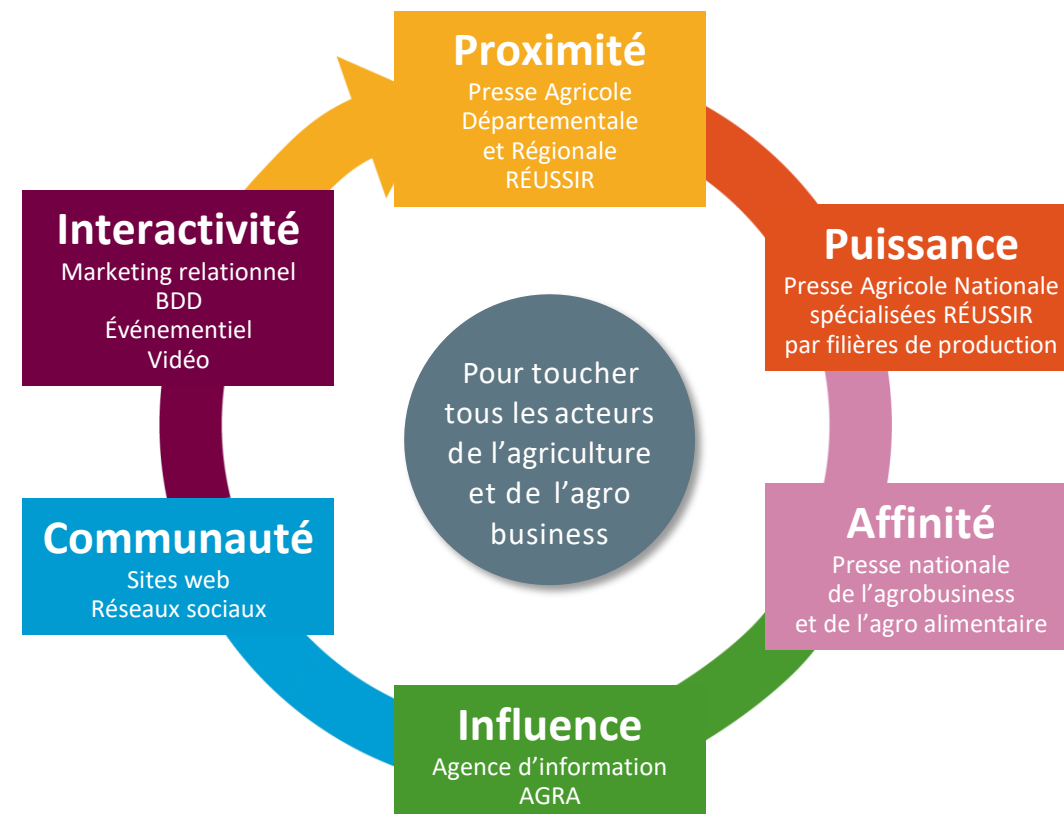 Proximité
Presse Agricole
Départementale
et Régionale
RÉUSSIR
Puissance
Presse Agricole Nationale
spécialisées RÉUSSIR
par filières de production
Affinité
Presse nationale
de l'agrobusiness
et de l'agro alimentaire
Influence
Agence d'information
AGRA
Communauté
Sites web
Réseaux sociaux
Interactivité
Marketing relationnel
BDD
Événementiel
Vidéo
Pour toucher
tous les acteurs
de l'agriculture
et de l'agro
business